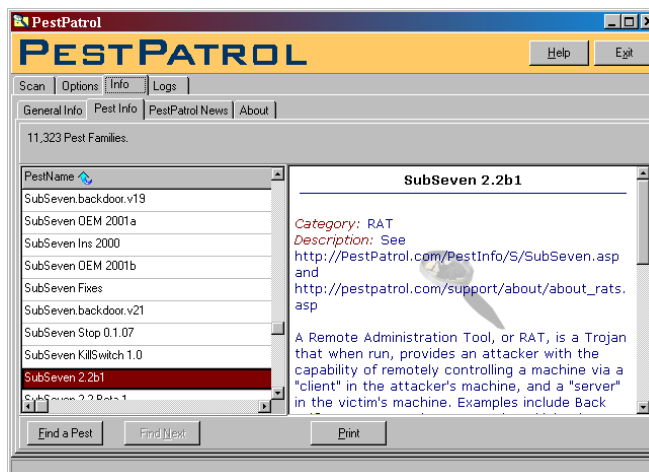 PestPatrol
PESTPATROL
Help
Exit
Scan
Options
Info
Logs
General Info
Pest Info
PestPatrol News
About
11,323 Pest Families.
PestName
SubSeven.backdoor.v19
SubSeven OEM 2001a
SubSeven Ins 2000
SubSeven OEM 2001b
SubSeven Fixes
SubSeven.backdoor.v21
SubSeven Stop 0.1.07
SubSeven KillSwitch 1.0
SubSeven 2.2b1
SubSeven 2.2 Beta 1
SubSeven 2.2b1
Category: RAT
Description: See
http://PestPatrol.com/PestInfo/S/SubSeven.asp
and
http://pestpatrol.com/support/about/about_rats.
asp
A Remote Administration Tool, or RAT, is a Trojan
that when run, provides an attacker with the
capability of remotely controlling a machine via a
"client" in the attacker's machine, and a "server"
in the victim's machine. Examples include Back
Find a Pest
Find Next
Print